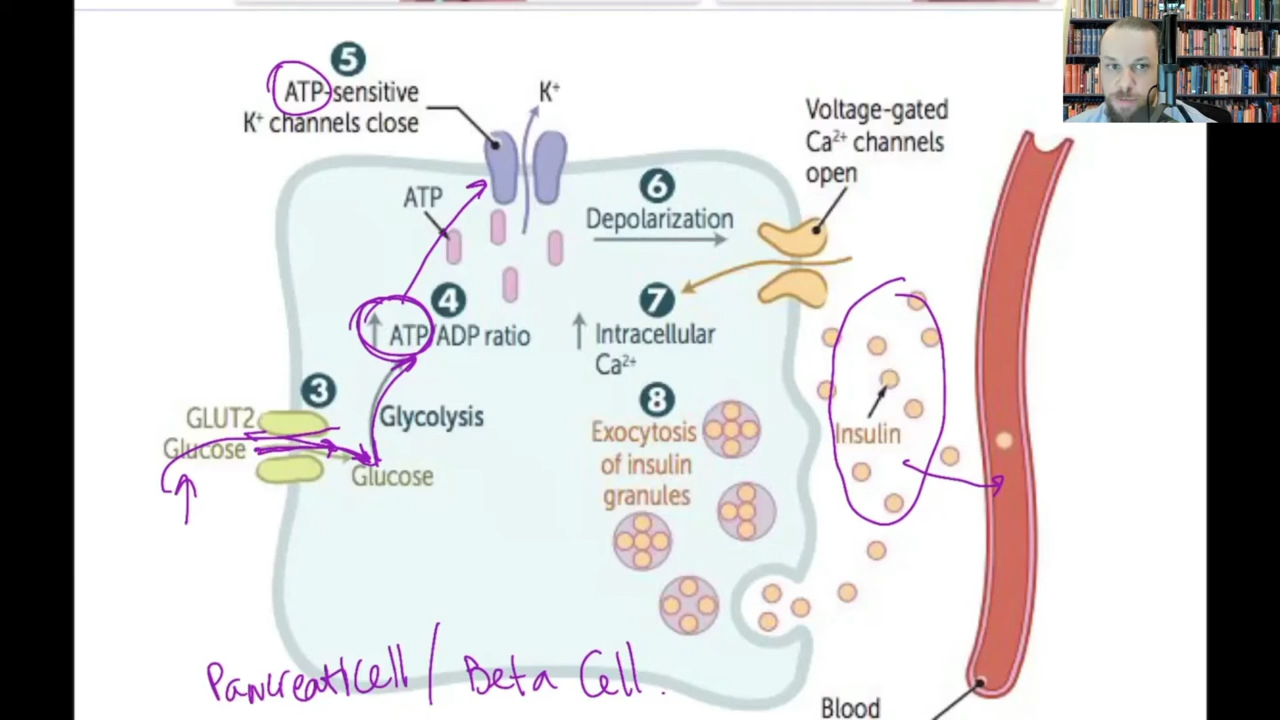 5
ATP-sensitive
K⁺ channels close
K⁺
Voltage-gated
Ca²⁺ channels
open
ATP
6
Depolarization
4
↑ ATP/ADP ratio
7
↑ Intracellular
Ca²⁺
3
GLUT2
Glucose
Glycolysis
Glucose
8
Exocytosis
of insulin
granules
Insulin
PancreatiCell / Beta Cell.
Blood